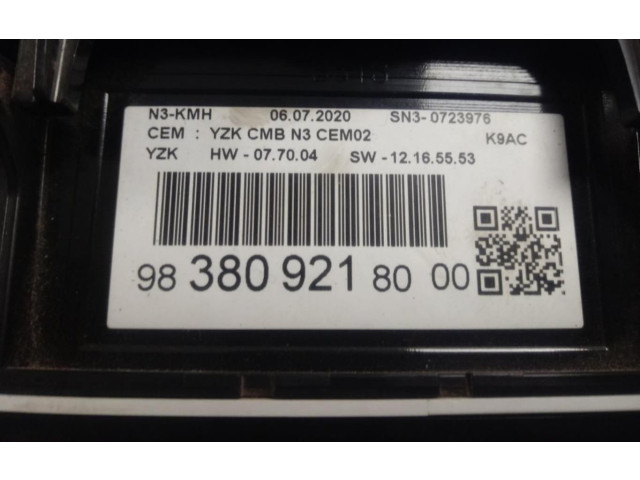 N3-KMH 06.07.2020 SN3-0723976
CEM : YZK CMB N3 CEM02 K9AC
YZK HW - 07.70.04 SW - 12.16.55.53
98 380 921 80 00